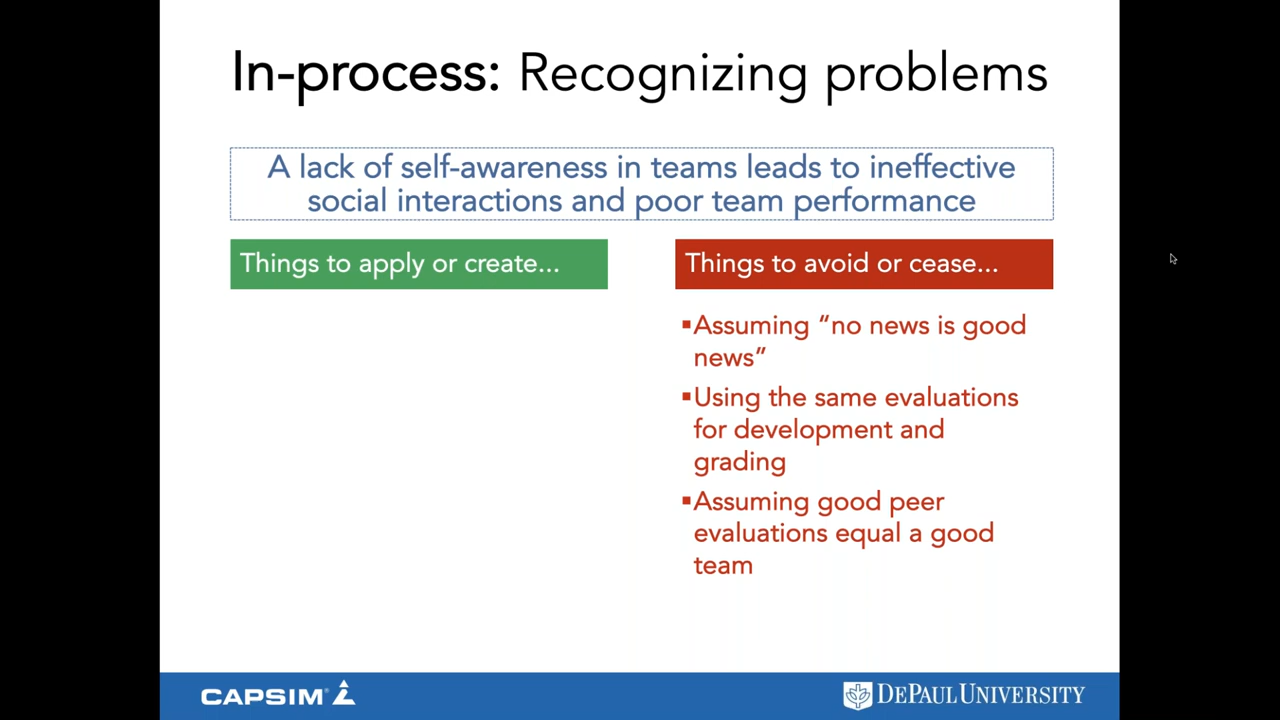 In-process: Recognizing problems
A lack of self-awareness in teams leads to ineffective
social interactions and poor team performance
Things to apply or create...
Things to avoid or cease...
▪Assuming “no news is good
news”
▪Using the same evaluations
for development and
grading
▪Assuming good peer
evaluations equal a good
team
CAPSIM®
DEPAUL UNIVERSITY